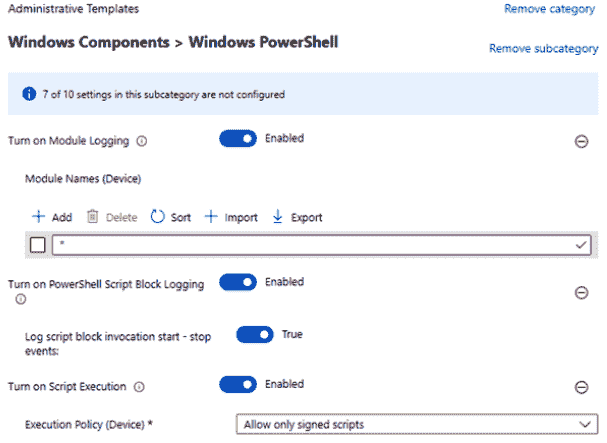 Administrative Templates
Remove category
Windows Components > Windows PowerShell
Remove subcategory
7 of 10 settings in this subcategory are not configured
Turn on Module Logging
Enabled
Module Names (Device)
Add Delete Sort Import Export
*
Turn on PowerShell Script Block Logging
Enabled
Log script block invocation start - stop
events:
True
Turn on Script Execution
Enabled
Execution Policy (Device) *
Allow only signed scripts